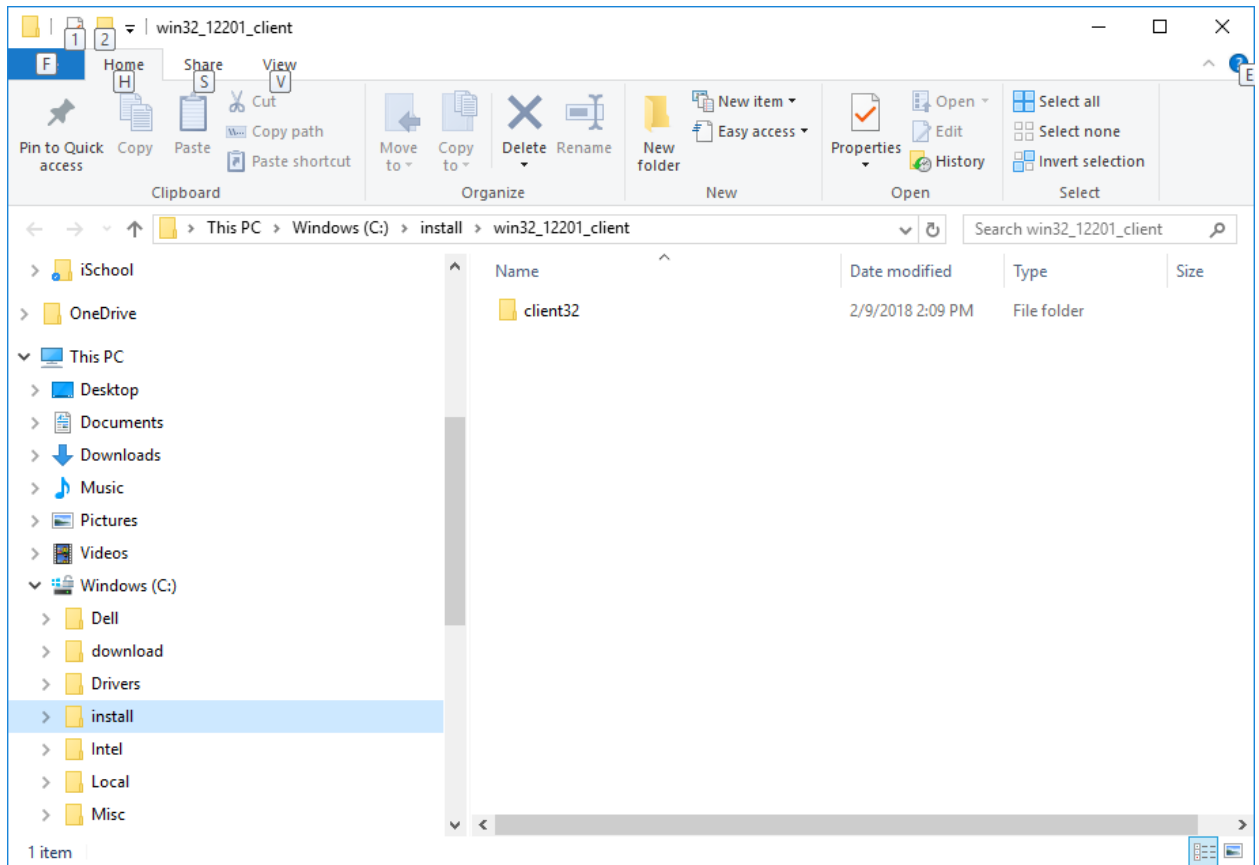 1 2 win32_12201_client
F Home Share View
H S V E
Pin to Quick access
Copy
Paste
Cut
Copy path
Paste shortcut
Clipboard
Move to
Copy to
Delete
Rename
Organize
New folder
New item
Easy access
New
Properties
Open
Edit
History
Open
Select all
Select none
Invert selection
Select
This PC > Windows (C:) > install > win32_12201_client
Search win32_12201_client
iSchool
OneDrive
This PC
Desktop
Documents
Downloads
Music
Pictures
Videos
Windows (C:)
Dell
download
Drivers
install
Intel
Local
Misc
Name Date modified Type Size
client32 2/9/2018 2:09 PM File folder
1 item